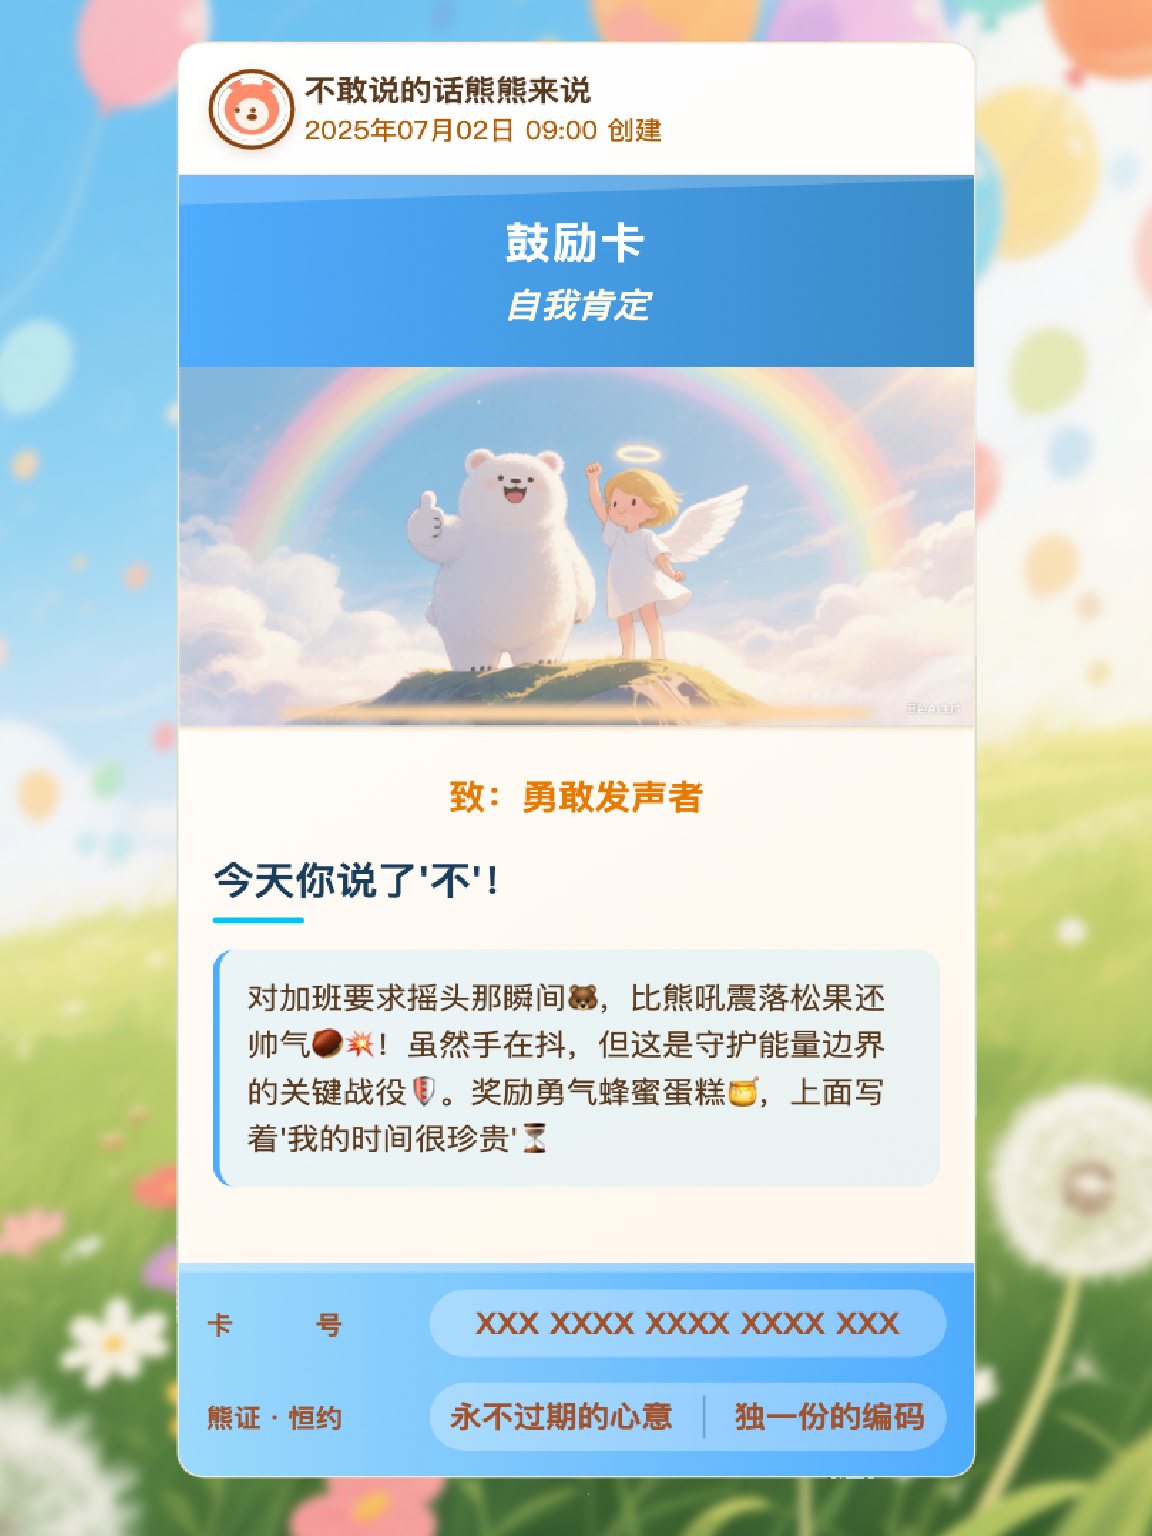 不敢说的话熊熊来说
2025年07月02日 09:00 创建
鼓励卡
自我肯定
致：勇敢发声者
今天你说了'不'！
对加班要求摇头那瞬间🐻，比熊吼震落松果还
帅气🌰💥！虽然手在抖，但这是守护能量边界
的关键战役🛡️。奖励勇气蜂蜜蛋糕🍯，上面写
着'我的时间很珍贵'⏳
卡 号 XXX XXXX XXXX XXXX XXX
熊证·恒约 永不过期的心意 | 独一份的编码